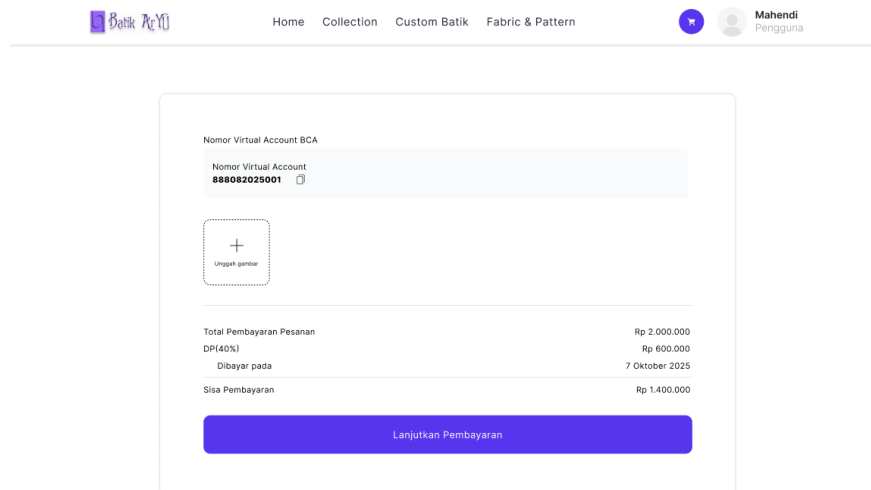 Batik ArYO
Home Collection Custom Batik Fabric & Pattern
Mahendi
Pengguna
Nomor Virtual Account BCA
Nomor Virtual Account
888082025001
Unggah gambar
Total Pembayaran Pesanan Rp 2.000.000
DP(40%) Rp 600.000
Dibayar pada 7 Oktober 2025
Sisa Pembayaran Rp 1.400.000
Lanjutkan Pembayaran